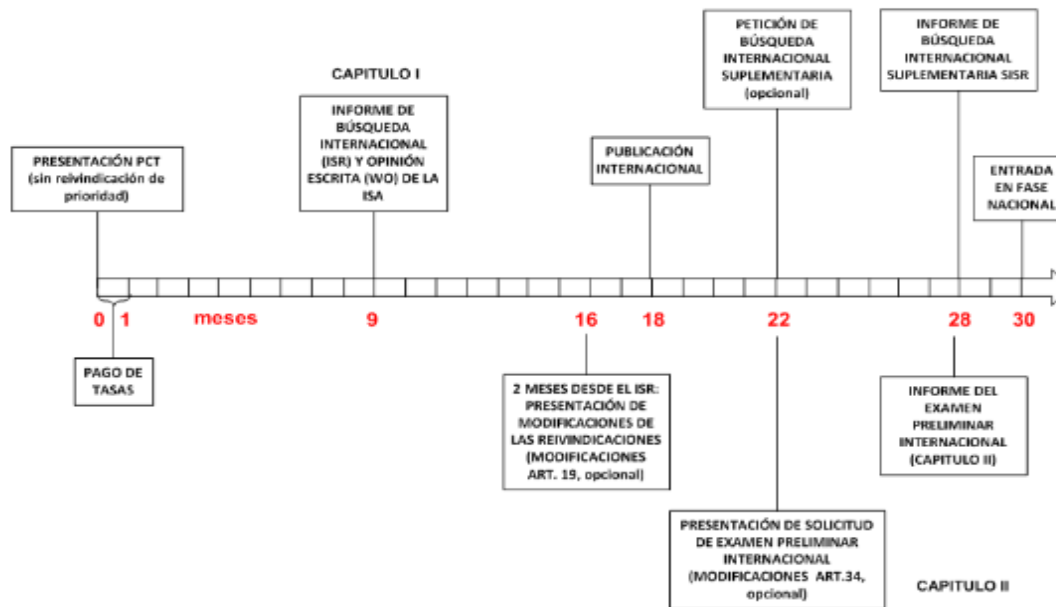 CAPITULO I
PRESENTACIÓN PCT
(sin reivindicación de
prioridad)
INFORME DE
BÚSQUEDA
INTERNACIONAL
(ISR) Y OPINIÓN
ESCRITA (WO) DE LA
ISA
PUBLICACIÓN
INTERNACIONAL
PETICIÓN DE
BÚSQUEDA
INTERNACIONAL
SUPLEMENTARIA
(opcional)
INFORME DE
BÚSQUEDA
INTERNACIONAL
SUPLEMENTARIA SISR
ENTRADA
EN FASE
NACIONAL
0 1 meses 9 16 18 22 28 30
PAGO DE
TASAS
2 MESES DESDE EL ISR:
PRESENTACIÓN DE
MODIFICACIONES DE
LAS REIVINDICACIONES
(MODIFICACIONES
ART. 19, opcional)
PRESENTACIÓN DE SOLICITUD
DE EXAMEN PRELIMINAR
INTERNACIONAL
(MODIFICACIONES ART.34,
opcional)
INFORME DEL
EXAMEN
PRELIMINAR
INTERNACIONAL
(CAPITULO II)
CAPITULO II